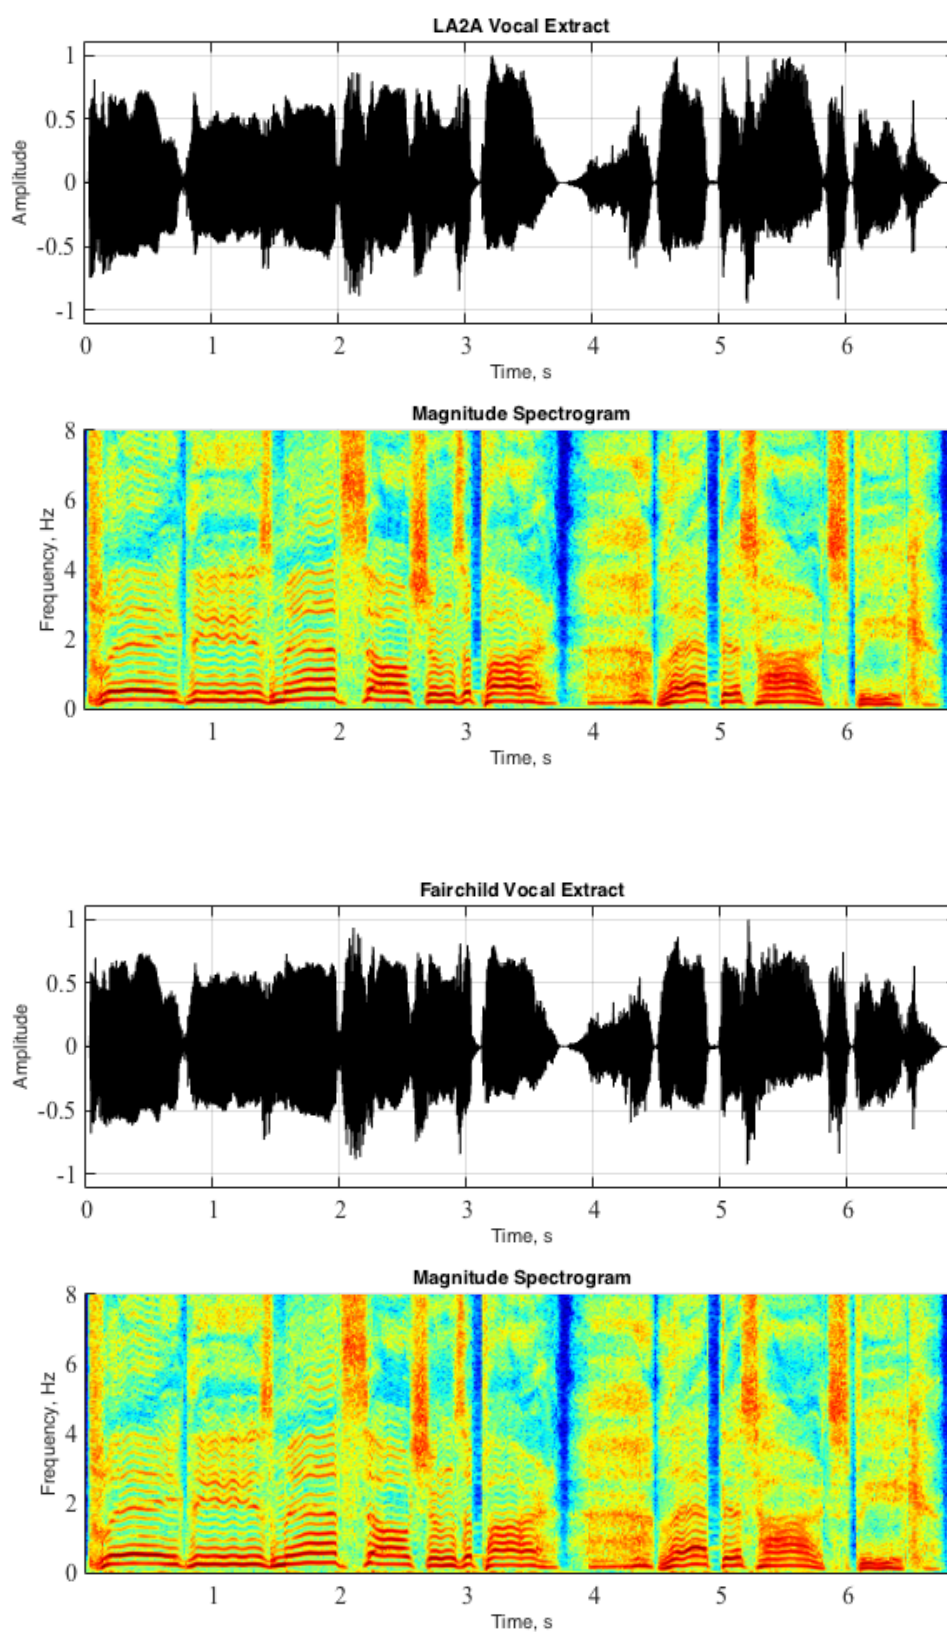 LA2A Vocal Extract
1
0.5
0
-0.5
-1
Amplitude
0 1 2 3 4 5 6
Time, s
Magnitude Spectrogram
8
6
4
2
0
Frequency, Hz
1 2 3 4 5 6
Time, s
Fairchild Vocal Extract
1
0.5
0
-0.5
-1
Amplitude
0 1 2 3 4 5 6
Time, s
Magnitude Spectrogram
8
6
4
2
0
Frequency, Hz
1 2 3 4 5 6
Time, s